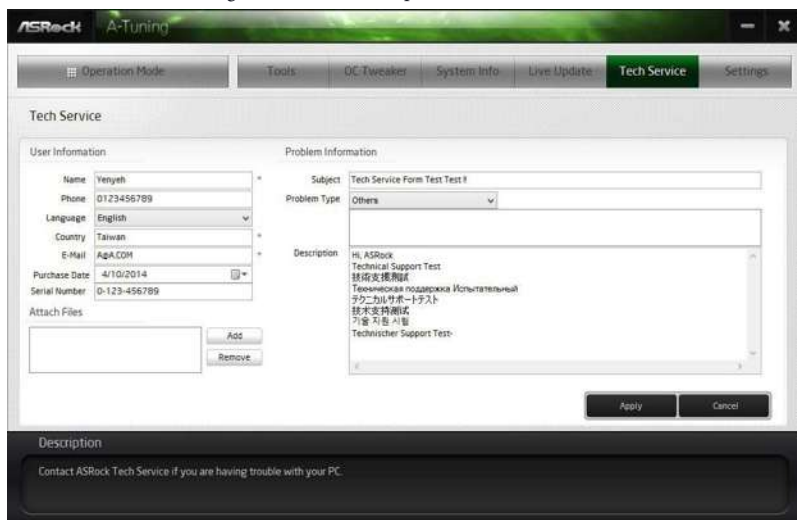 ASRock A-Tuning
Operation Mode Tools OC Tweaker System Info Live Update Tech Service Settings
Tech Service
User Information Problem Information
Name Yenyeh * Subject Tech Service Form Test Test !!
Phone 0123456789 Problem Type Others
Language English
Country Taiwan *
E-Mail A@A.COM * Description Hi, ASRock
Technical Support Test
技術支援測試
Техническая поддержка Испытательный
テクニカルサポートテスト
技术支持测试
기술 지원 시험
Technischer Support Test-
Purchase Date 4/10/2014
Serial Number 0-123-456789
Attach Files
Add
Remove
Apply Cancel
Description
Contact ASRock Tech Service if you are having trouble with your PC.